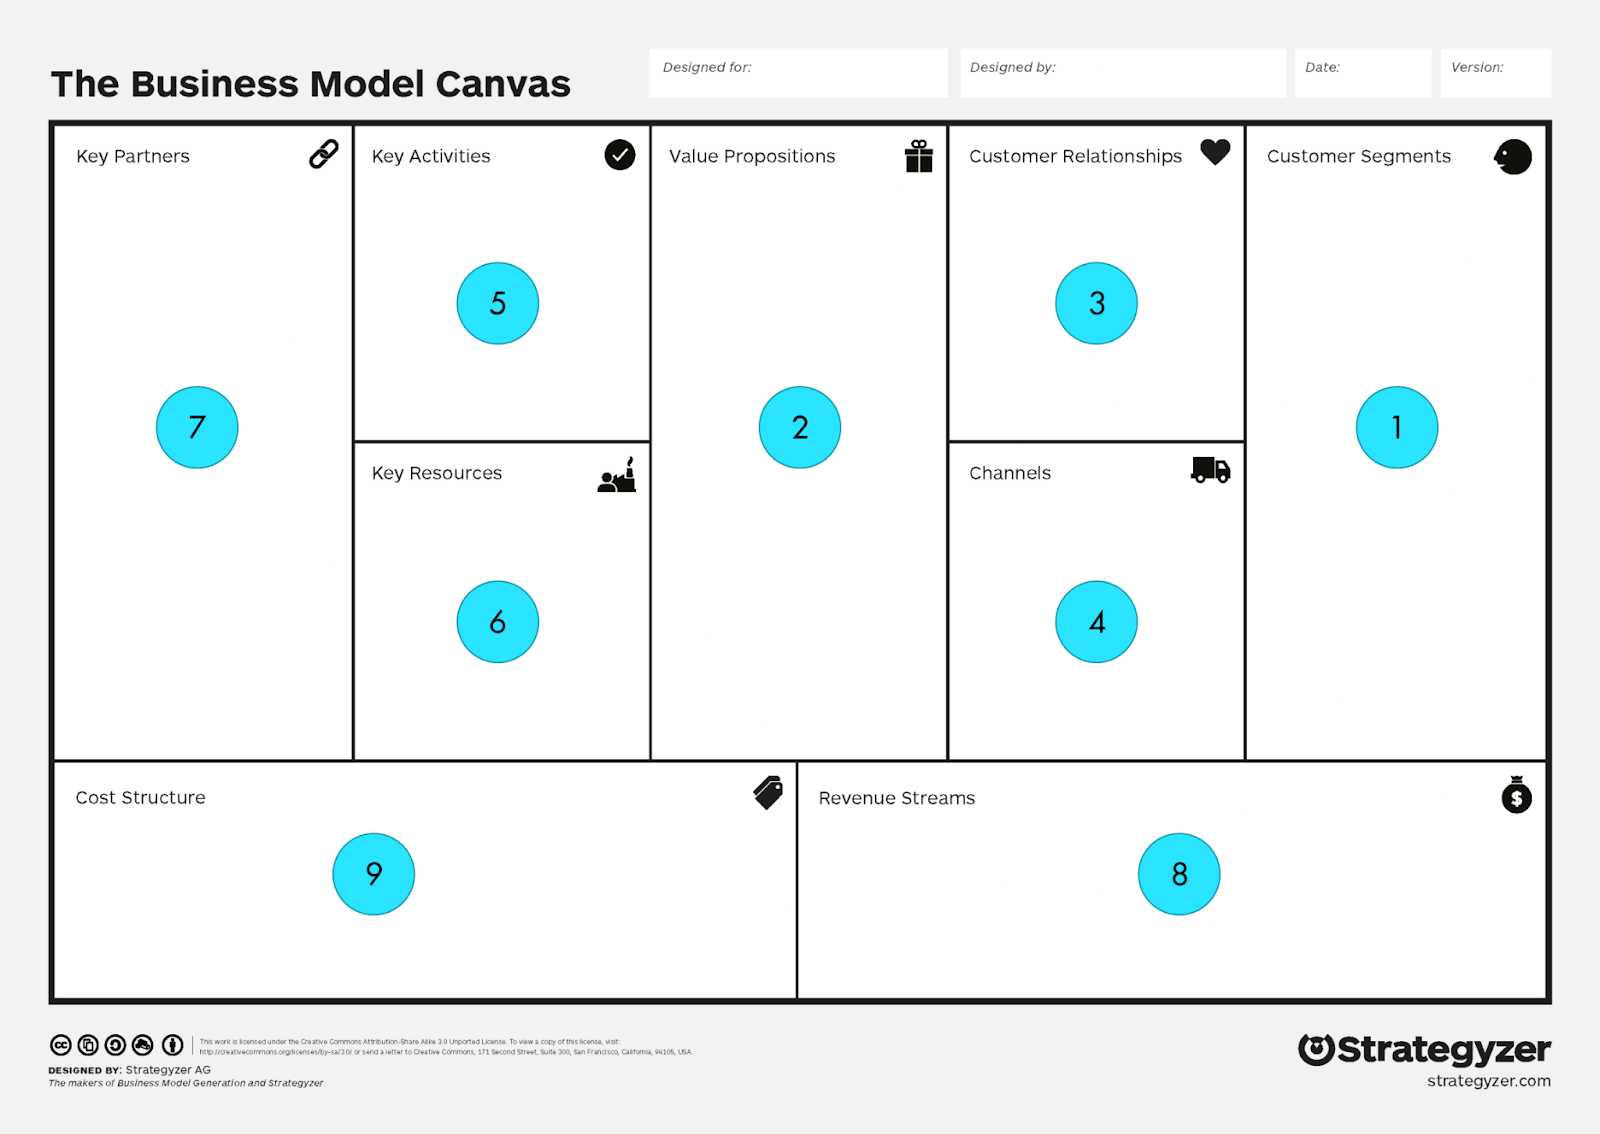 The Business Model Canvas
Designed for:
Designed by:
Date:
Version:
Key Partners
Key Activities
Value Propositions
Customer Relationships
Customer Segments
5
3
7
2
1
Key Resources
Channels
6
4
Cost Structure
Revenue Streams
$
9
8
cc
This work is licensed under the Creative Commons Attribution-Share Alike 3.0 Unported License. To view a copy of this license, visit:
http://creativecommons.org/licenses/by-sa/3.0/ or send a letter to Creative Commons, 171 Second Street, Suite 300, San Francisco, California, 94105, USA.
DESIGNED BY: Strategyzer AG
The makers of Business Model Generation and Strategyzer
Strategyzer
strategyzer.com